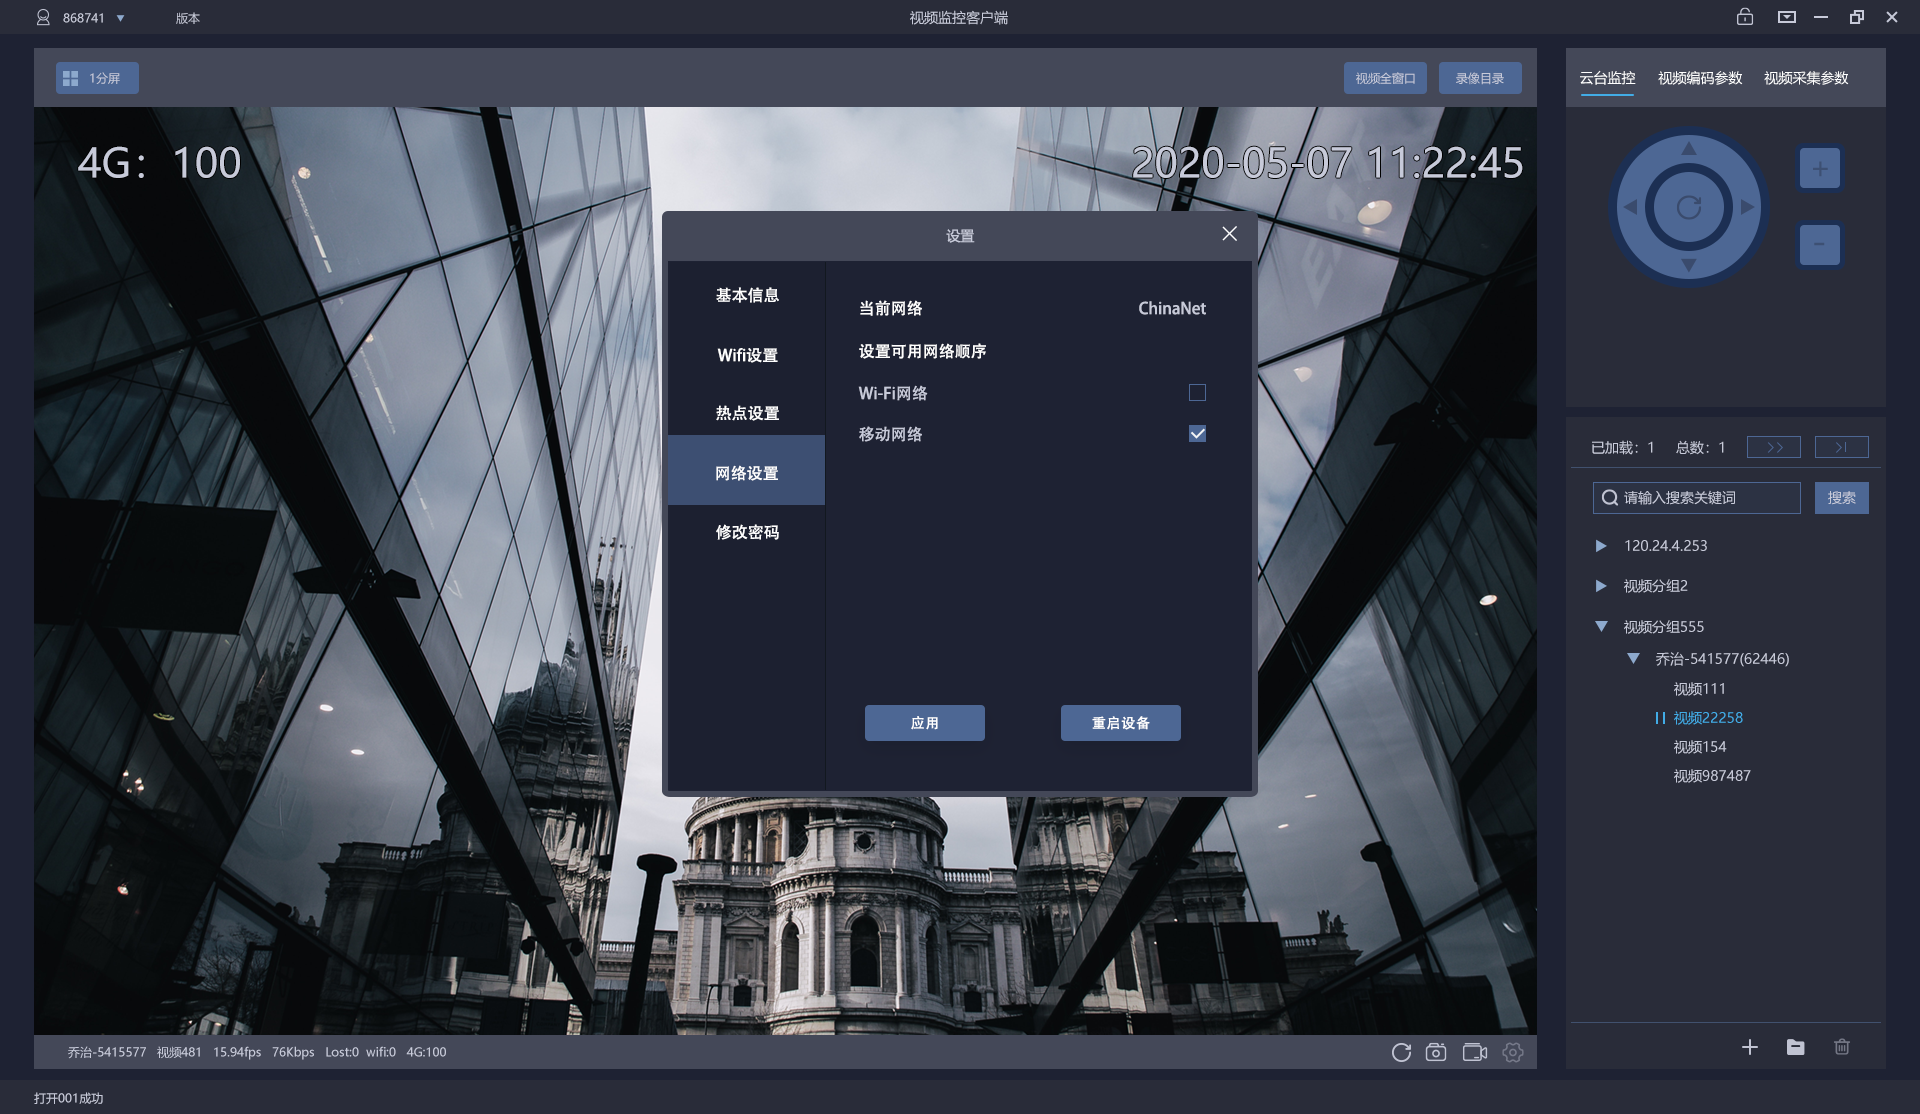 868741
版本
视频监控客户端
1分屏
视频全窗口
录像目录
云台监控
视频编码参数
视频采集参数
4G：100
2020-05-07 11:22:45
设置
基本信息
Wifi设置
热点设置
网络设置
修改密码
当前网络 ChinaNet
设置可用网络顺序
Wi-Fi网络
移动网络
应用
重启设备
已加载：1 总数：1 >> >|
请输入搜索关键词
搜索
120.24.4.253
视频分组2
视频分组555
乔治-541577(62446)
视频111
视频22258
视频154
视频987487
乔治-5415577 视频481 15.94fps 76Kbps Lost:0 wifi:0 4G:100
打开001成功